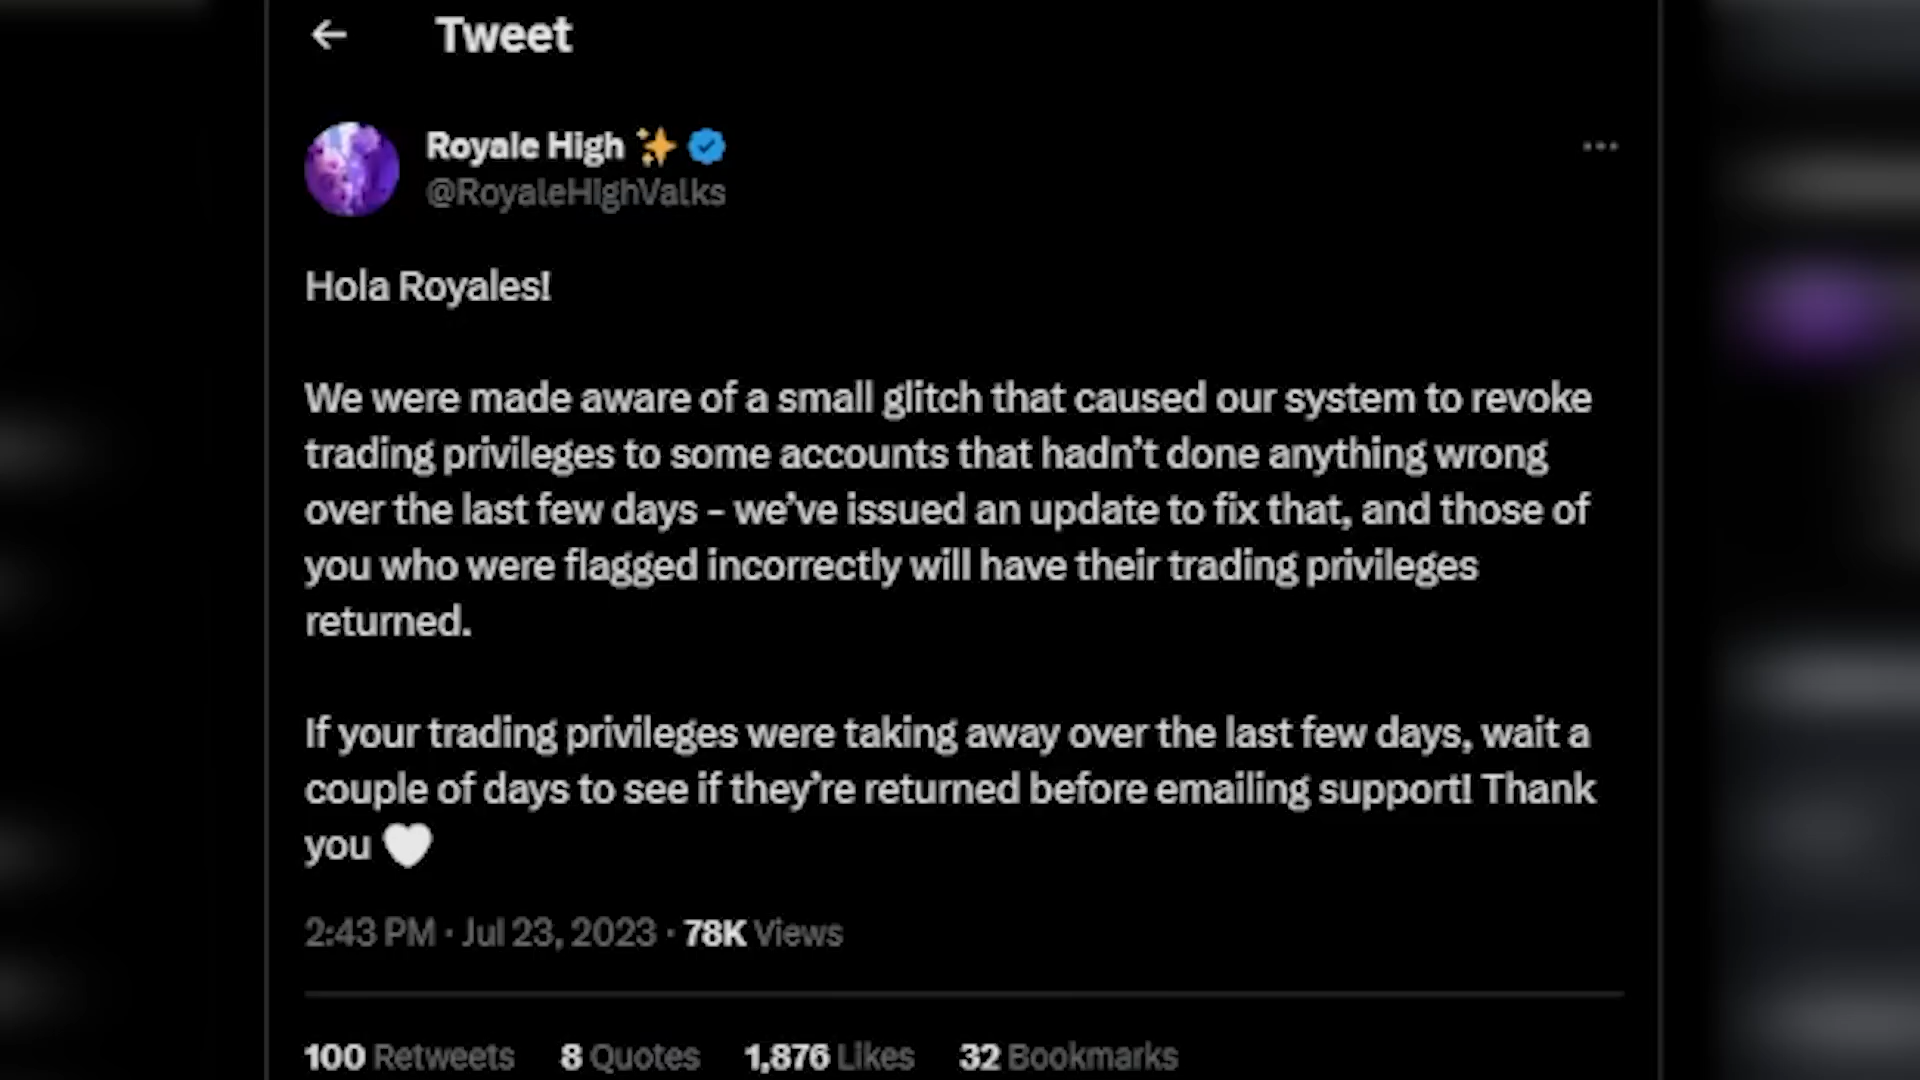 Tweet
Royale High ✨
@RoyaleHighValks
Hola Royales!
We were made aware of a small glitch that caused our system to revoke
trading privileges to some accounts that hadn’t done anything wrong
over the last few days – we’ve issued an update to fix that, and those of
you who were flagged incorrectly will have their trading privileges
returned.
If your trading privileges were taking away over the last few days, wait a
couple of days to see if they’re returned before emailing support! Thank
you 🤍
2:43 PM · Jul 23, 2023 · 78K Views
100 Retweets 8 Quotes 1,876 Likes 32 Bookmarks